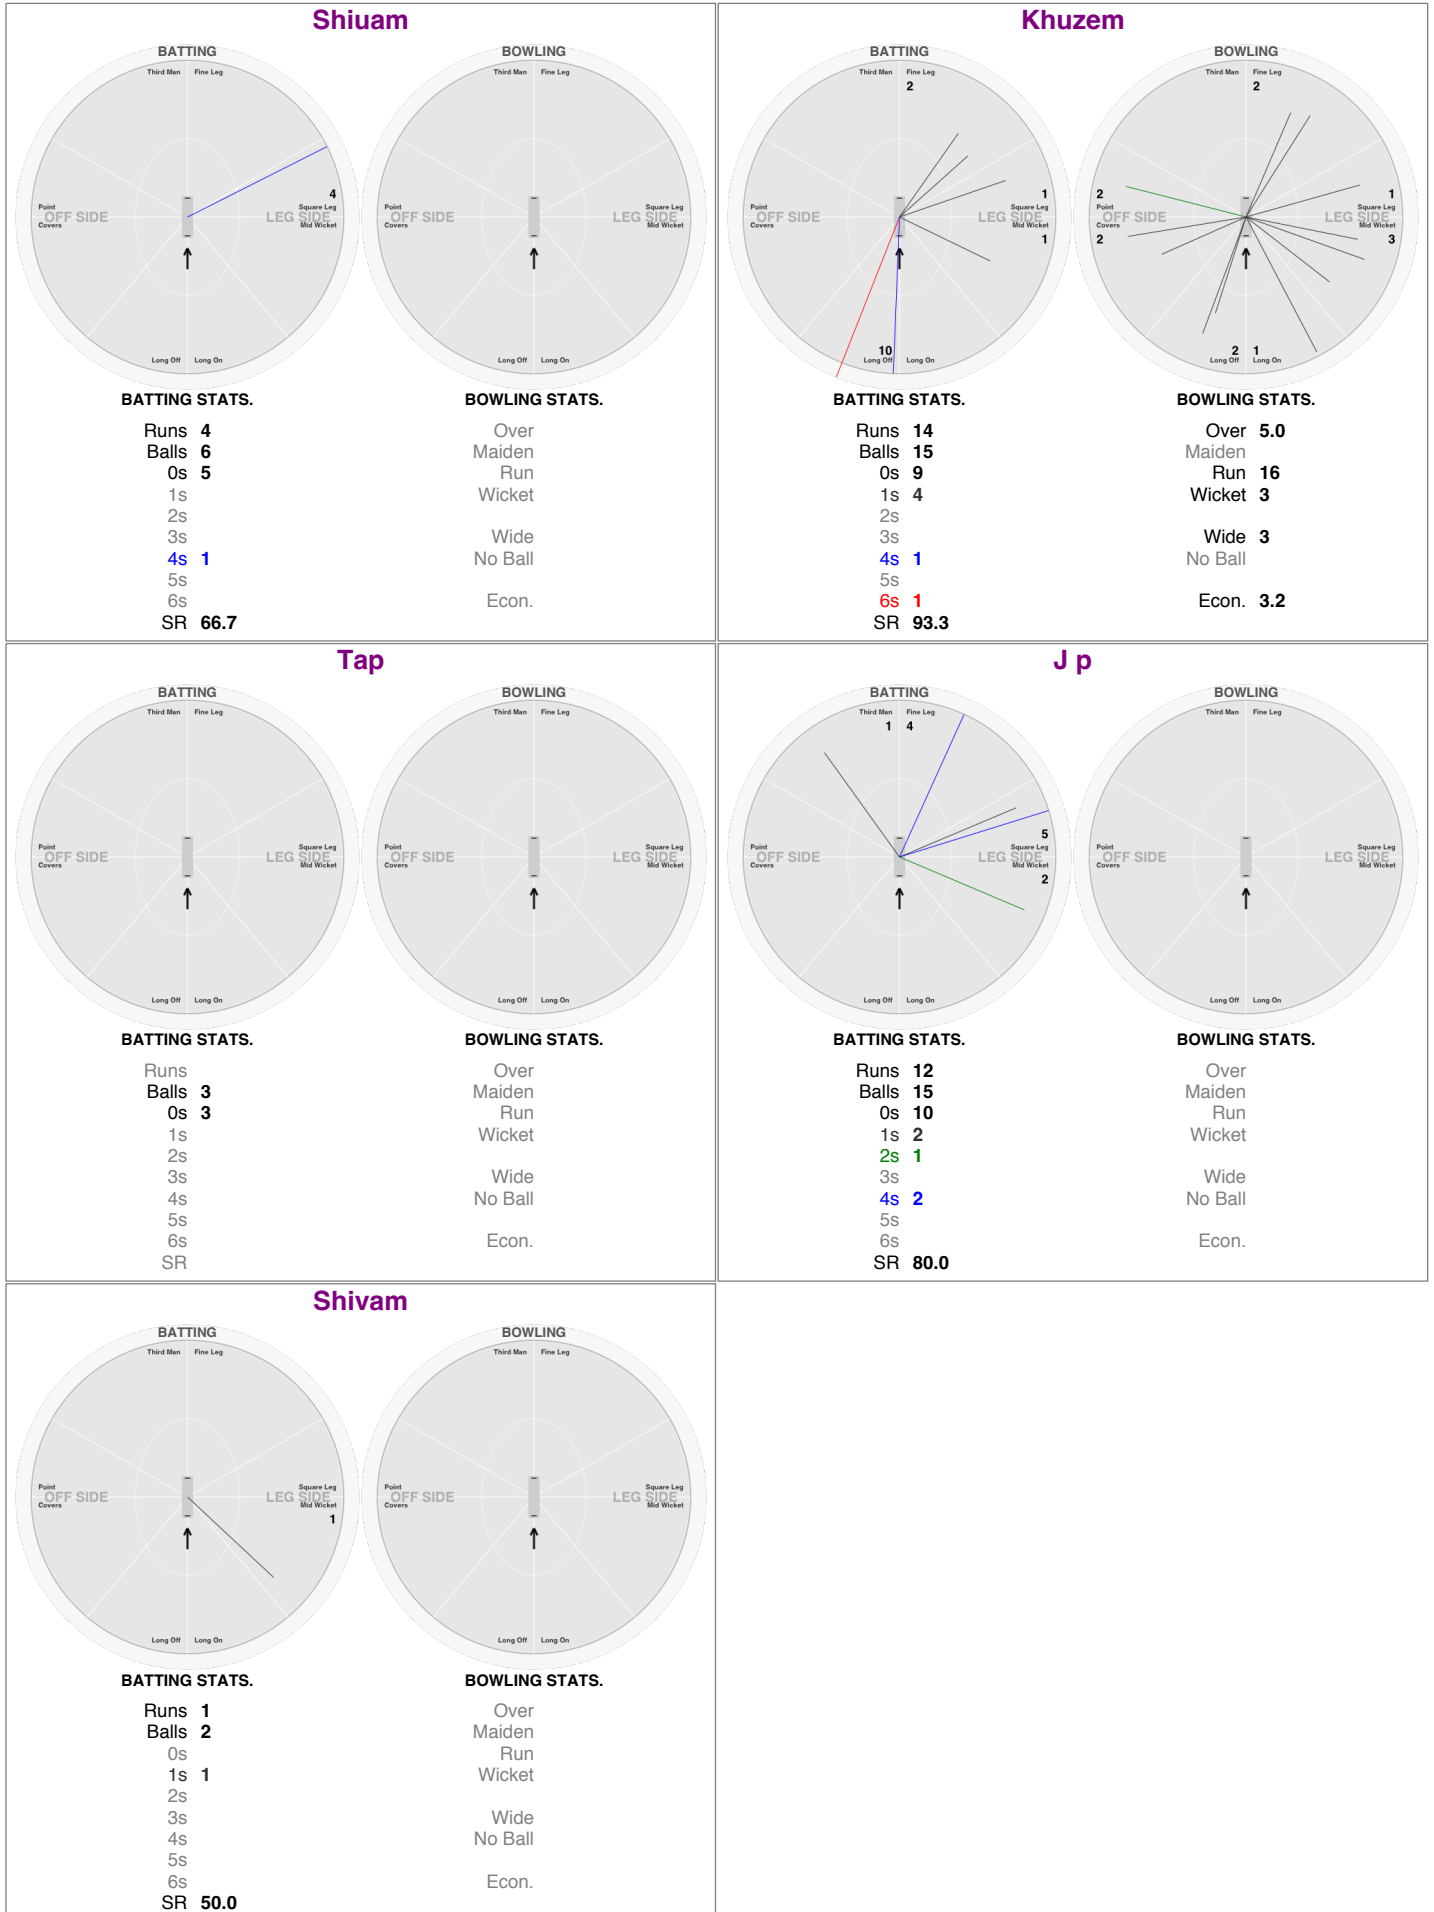 Shiuam
BATTING
Third Man Fine Leg
4
Point
OFF SIDE
Covers
Square Leg
LEG SIDE
Mid Wicket
Long Off Long On
BOWLING
Third Man Fine Leg
Point
OFF SIDE
Covers
Square Leg
LEG SIDE
Mid Wicket
Long Off Long On
BATTING STATS.
Runs 4
Balls 6
0s 5
1s
2s
3s
4s 1
5s
6s
SR 66.7
BOWLING STATS.
Over
Maiden
Run
Wicket
Wide
No Ball
Econ.
Khuzem
BATTING
Third Man Fine Leg
2
1
Point
OFF SIDE
Covers
Square Leg
LEG SIDE
Mid Wicket
1
10
Long Off Long On
BOWLING
Third Man Fine Leg
2
2 1
Point
OFF SIDE
Covers
Square Leg
LEG SIDE
Mid Wicket
2 3
2 1
Long Off Long On
BATTING STATS.
Runs 14
Balls 15
0s 9
1s 4
2s
3s
4s 1
5s
6s 1
SR 93.3
BOWLING STATS.
Over 5.0
Maiden
Run 16
Wicket 3
Wide 3
No Ball
Econ. 3.2
Tap
BATTING
Third Man Fine Leg
Point
OFF SIDE
Covers
Square Leg
LEG SIDE
Mid Wicket
Long Off Long On
BOWLING
Third Man Fine Leg
Point
OFF SIDE
Covers
Square Leg
LEG SIDE
Mid Wicket
Long Off Long On
BATTING STATS.
Runs
Balls 3
0s 3
1s
2s
3s
4s
5s
6s
SR
BOWLING STATS.
Over
Maiden
Run
Wicket
Wide
No Ball
Econ.
J p
BATTING
Third Man Fine Leg
1 4
5
Point
OFF SIDE
Covers
Square Leg
LEG SIDE
Mid Wicket
2
Long Off Long On
BOWLING
Third Man Fine Leg
Point
OFF SIDE
Covers
Square Leg
LEG SIDE
Mid Wicket
Long Off Long On
BATTING STATS.
Runs 12
Balls 15
0s 10
1s 2
2s 1
3s
4s 2
5s
6s
SR 80.0
BOWLING STATS.
Over
Maiden
Run
Wicket
Wide
No Ball
Econ.
Shivam
BATTING
Third Man Fine Leg
Point
OFF SIDE
Covers
Square Leg
LEG SIDE
Mid Wicket
1
Long Off Long On
BOWLING
Third Man Fine Leg
Point
OFF SIDE
Covers
Square Leg
LEG SIDE
Mid Wicket
Long Off Long On
BATTING STATS.
Runs 1
Balls 2
0s
1s 1
2s
3s
4s
5s
6s
SR 50.0
BOWLING STATS.
Over
Maiden
Run
Wicket
Wide
No Ball
Econ.